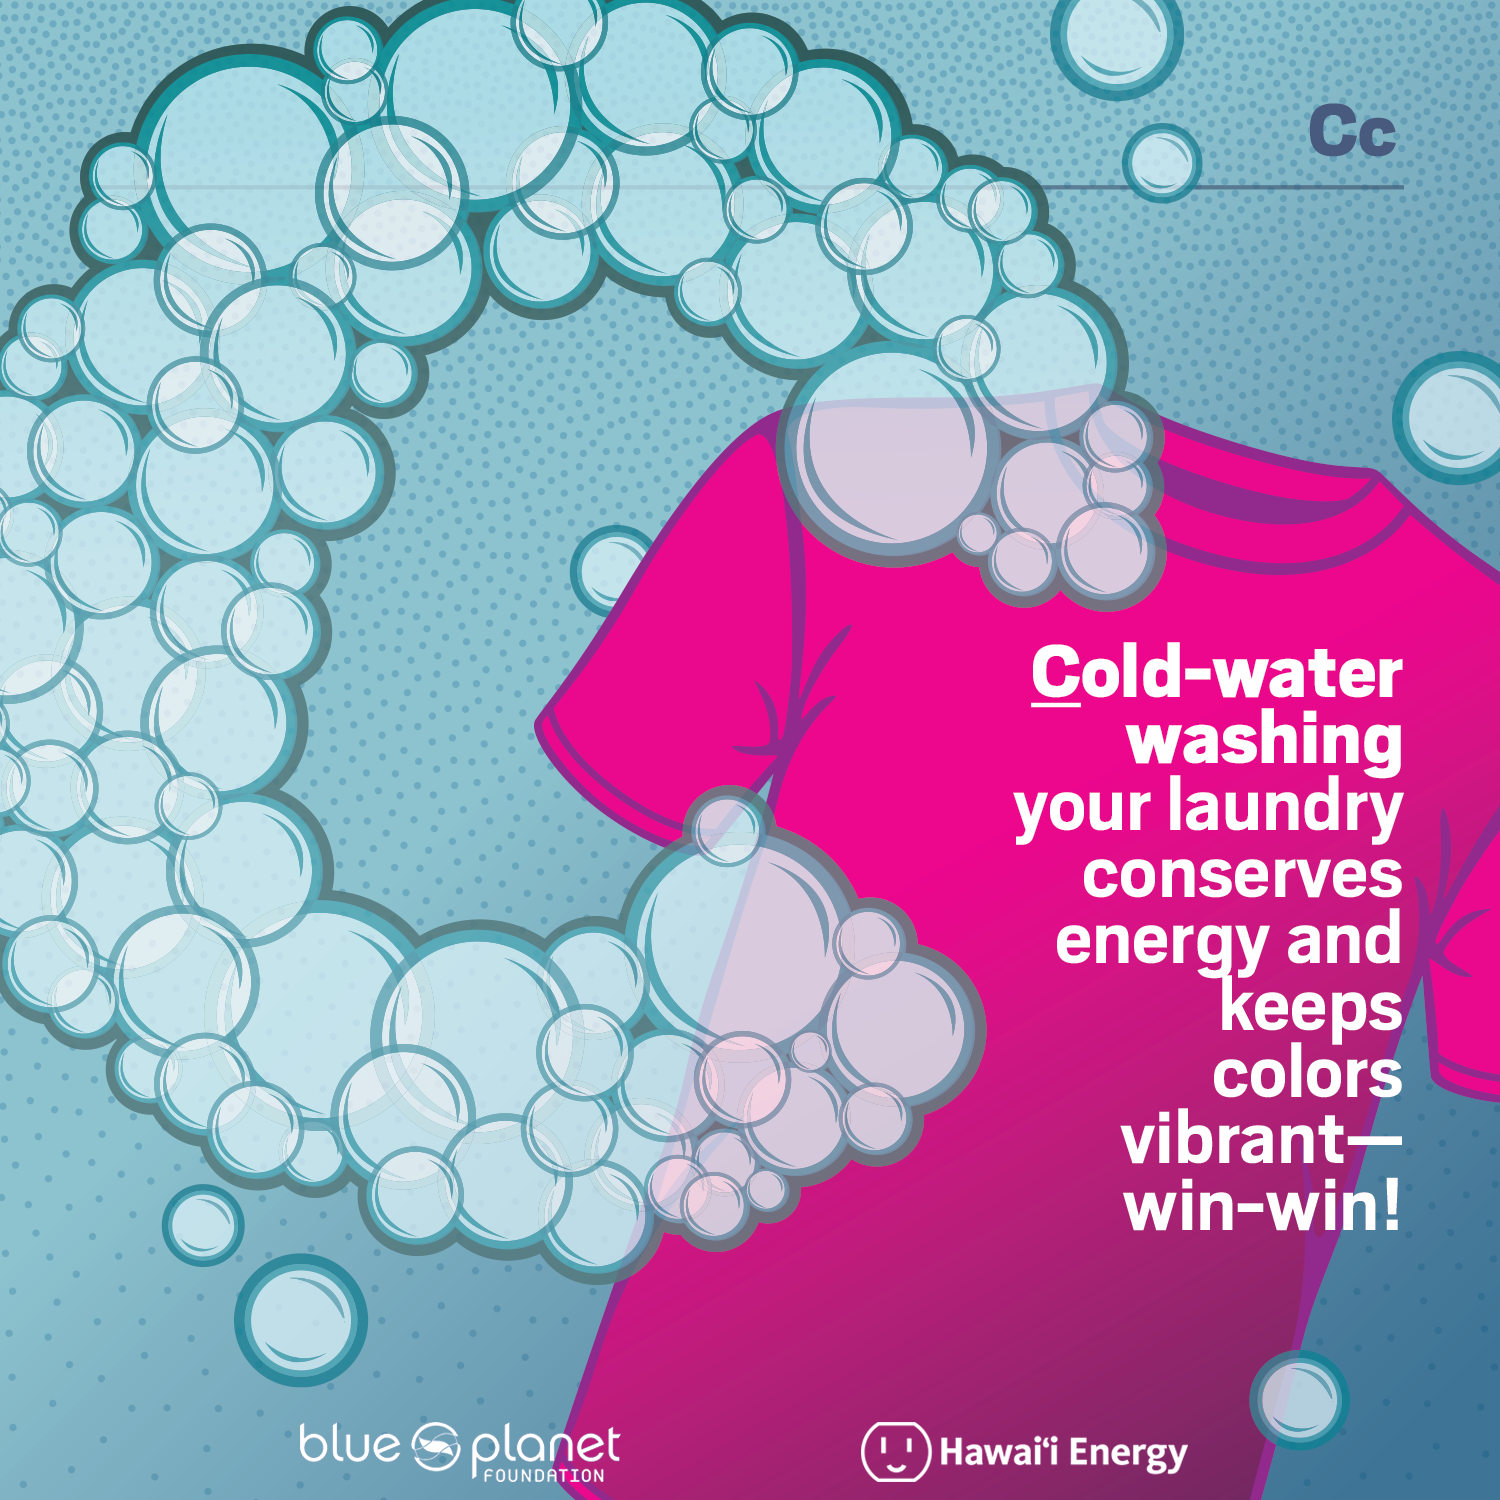 Cc
Cold-water
washing
your laundry
conserves
energy and
keeps
colors
vibrant—
win-win!
blue planet
FOUNDATION
Hawai‘i Energy